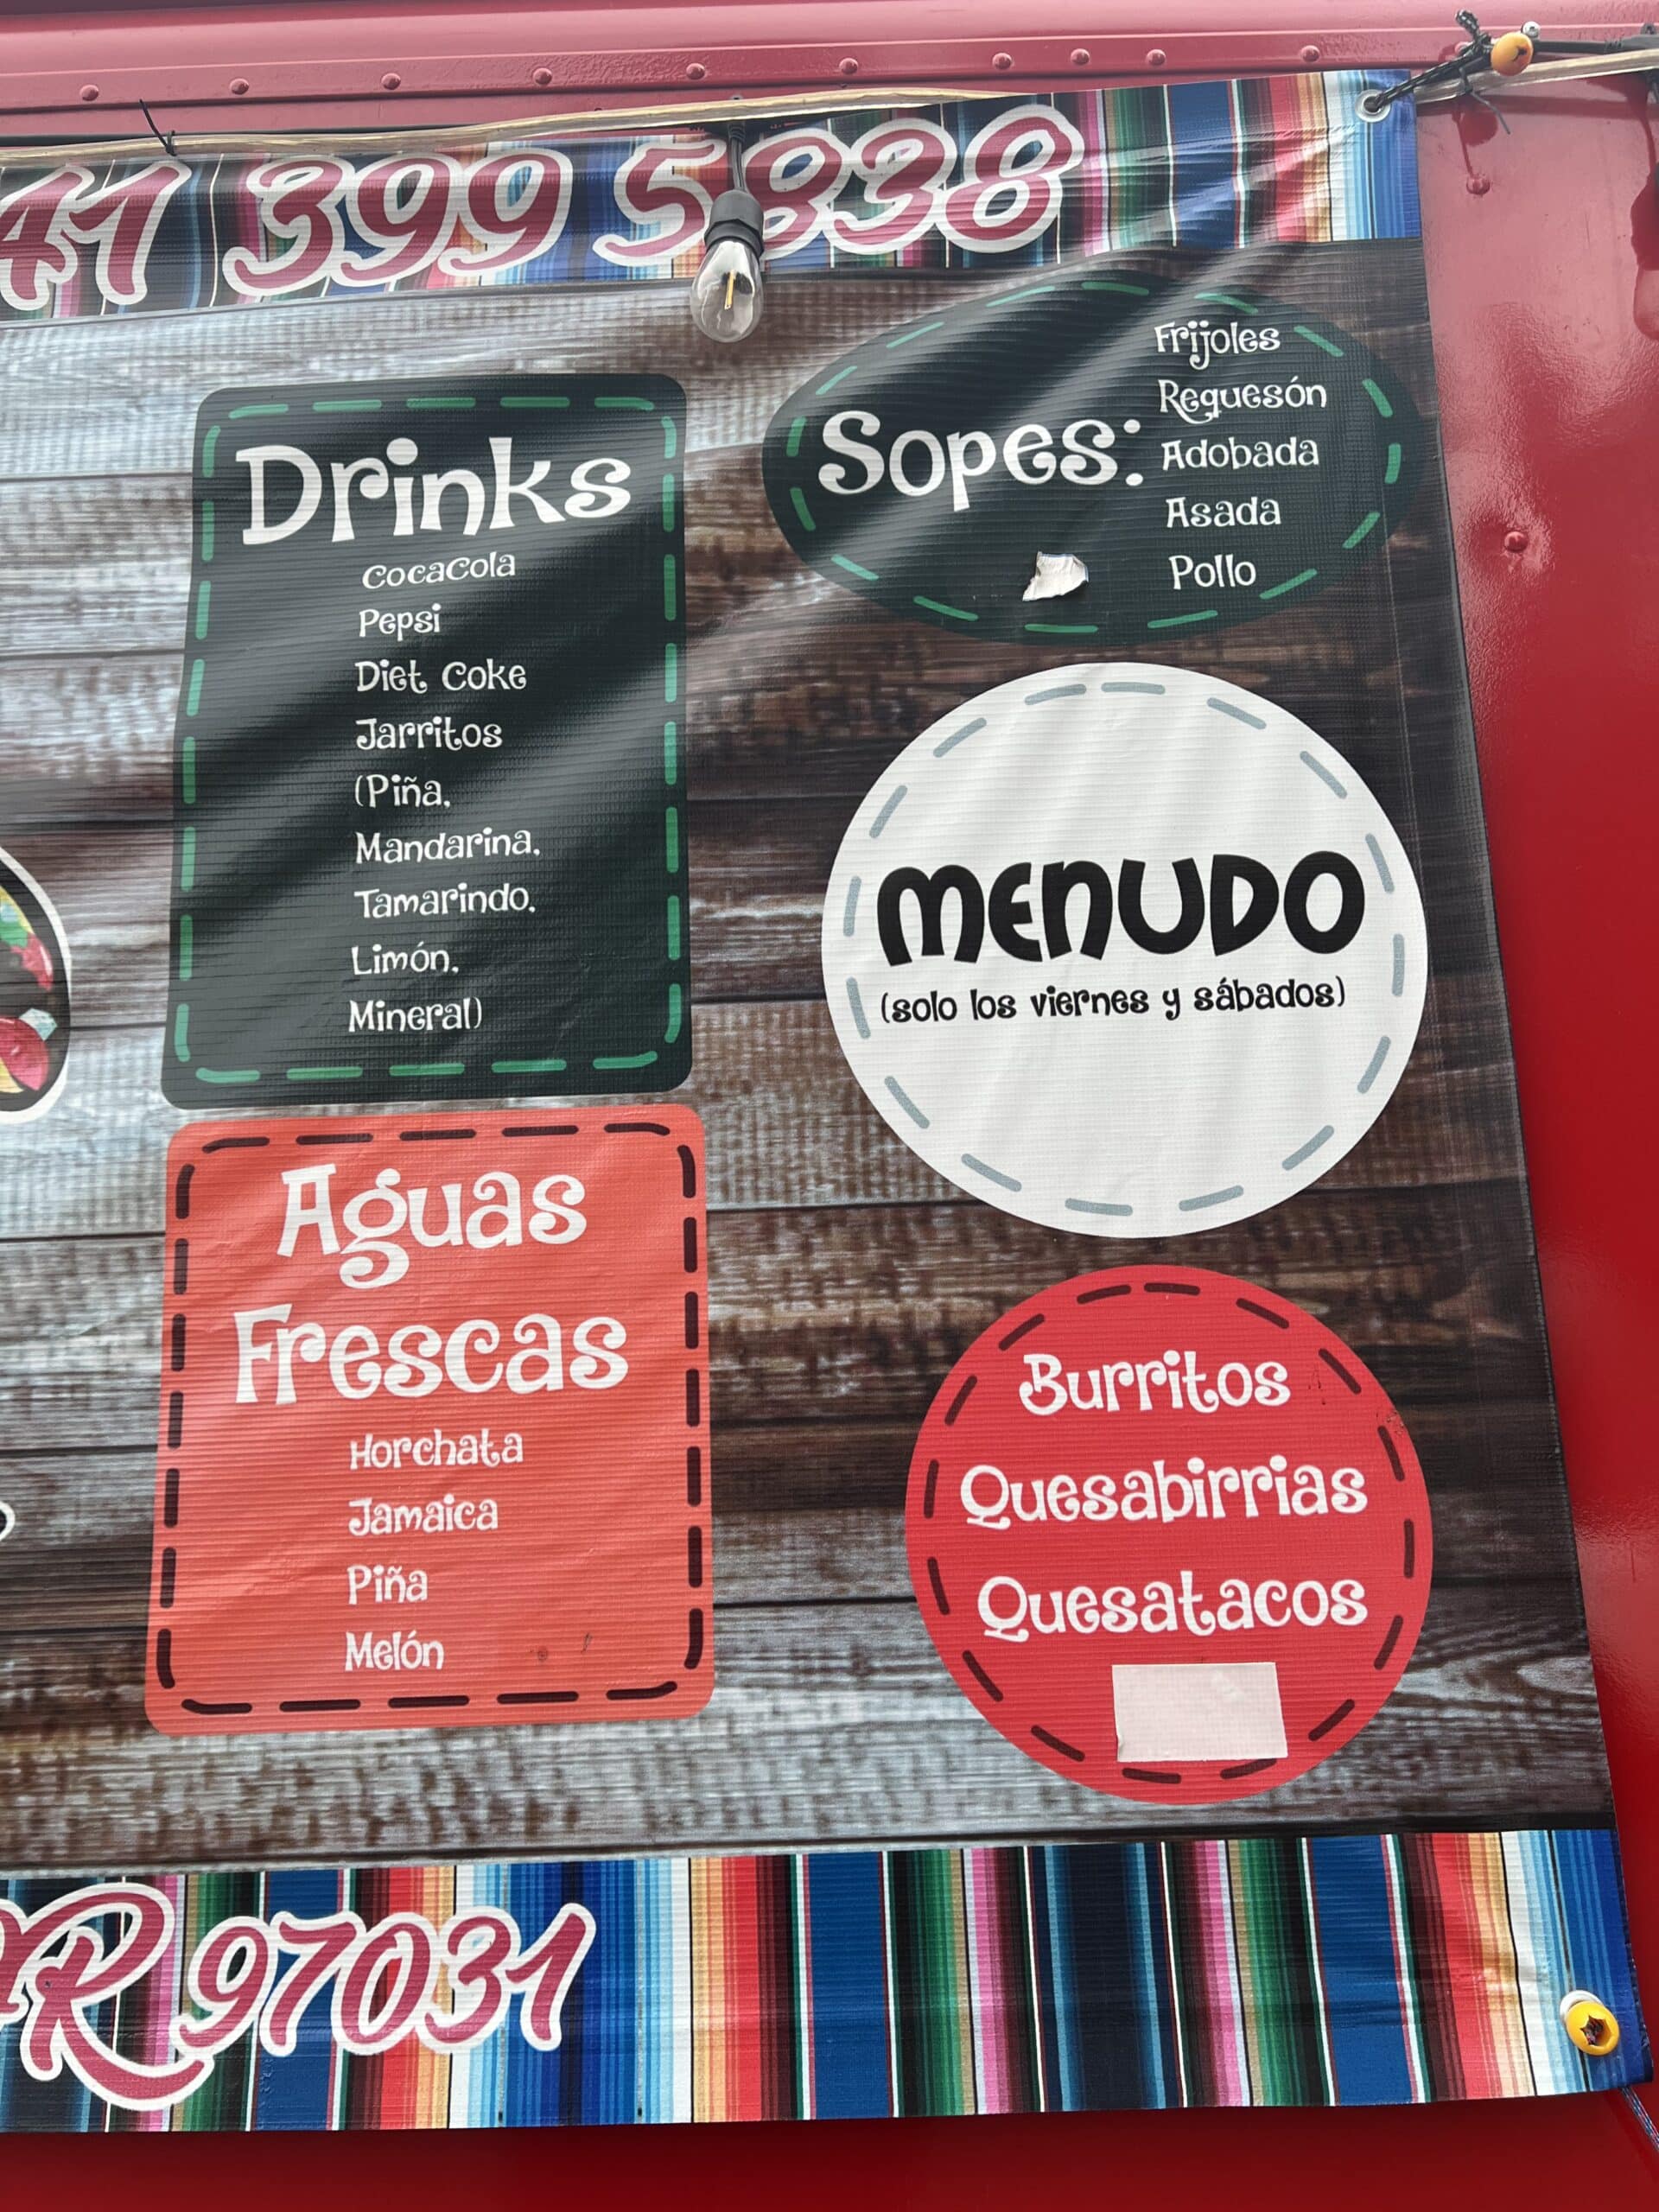 41 399 5838
Drinks
CocaCola
Pepsi
Diet Coke
Jarritos
(Piña,
Mandarina,
Tamarindo,
Limón,
Mineral)
Aguas
Frescas
Horchata
Jamaica
Piña
Melón
Sopes:
Frijoles
Requesón
Adobada
Asada
Pollo
MENUDO
(solo los viernes y sábados)
Burritos
Quesabirrias
Quesatacos
R 97031